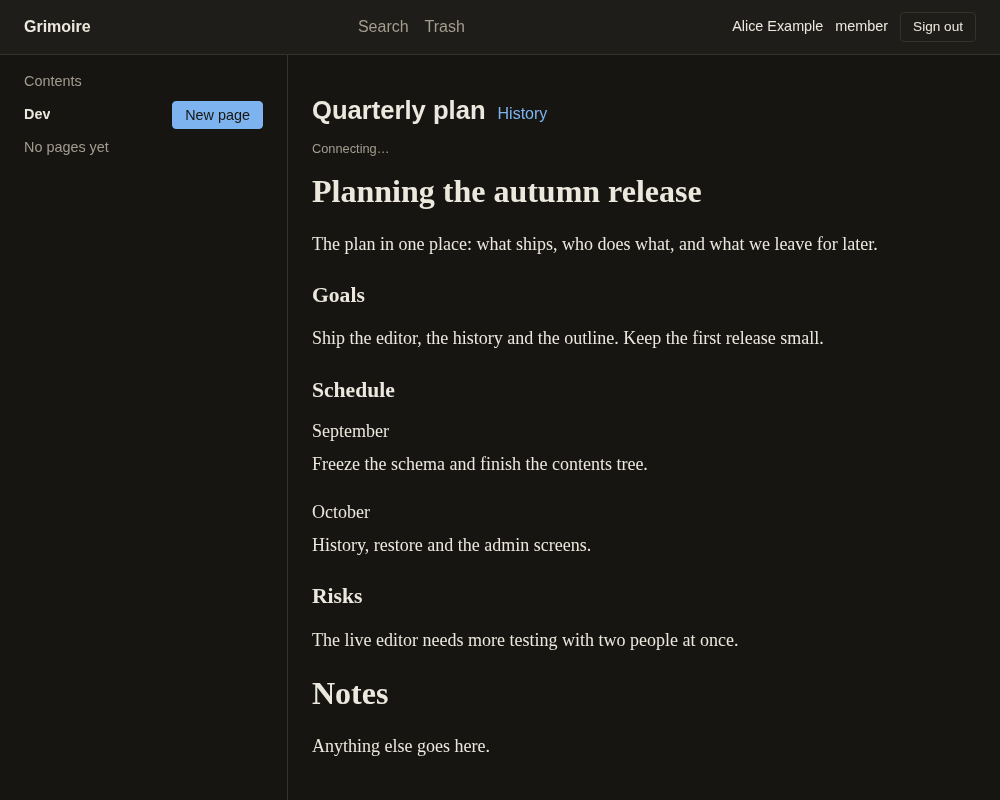 Grimoire
Search Trash
Alice Example member Sign out
Contents
Dev New page
No pages yet
Quarterly plan History
Connecting…
Planning the autumn release
The plan in one place: what ships, who does what, and what we leave for later.
Goals
Ship the editor, the history and the outline. Keep the first release small.
Schedule
September
Freeze the schema and finish the contents tree.
October
History, restore and the admin screens.
Risks
The live editor needs more testing with two people at once.
Notes
Anything else goes here.